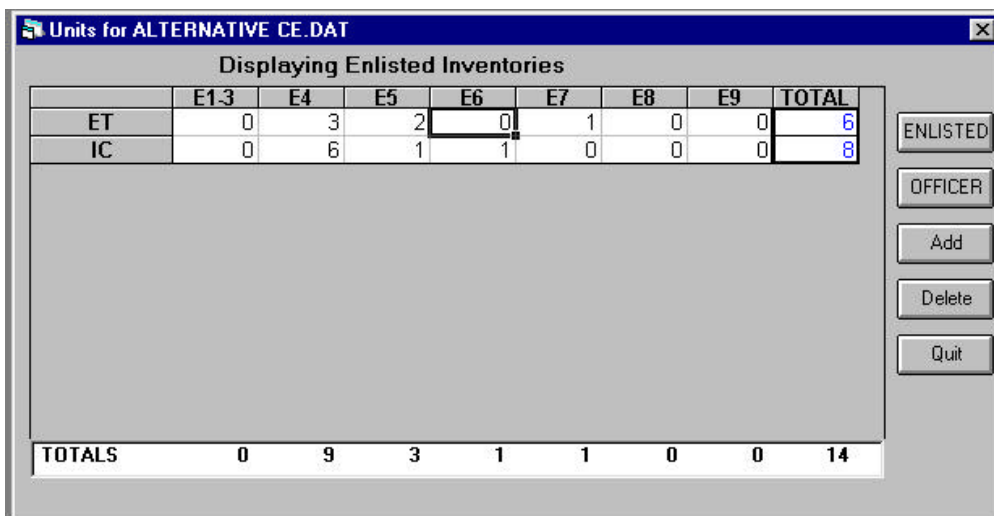 Units for ALTERNATIVE CE.DAT
Displaying Enlisted Inventories
E1-3 E4 E5 E6 E7 E8 E9 TOTAL
ET 0 3 2 0 1 0 0 6
IC 0 6 1 1 0 0 0 8
TOTALS 0 9 3 1 1 0 0 14
ENLISTED
OFFICER
Add
Delete
Quit